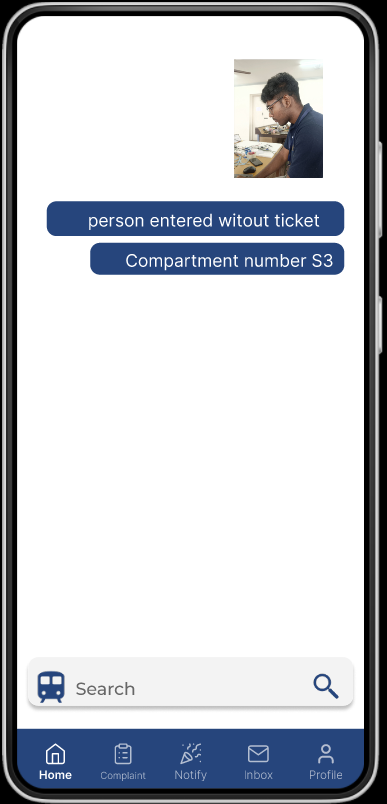 person entered witout ticket
Compartment number S3
Search
Home
Complaint
Notify
Inbox
Profile